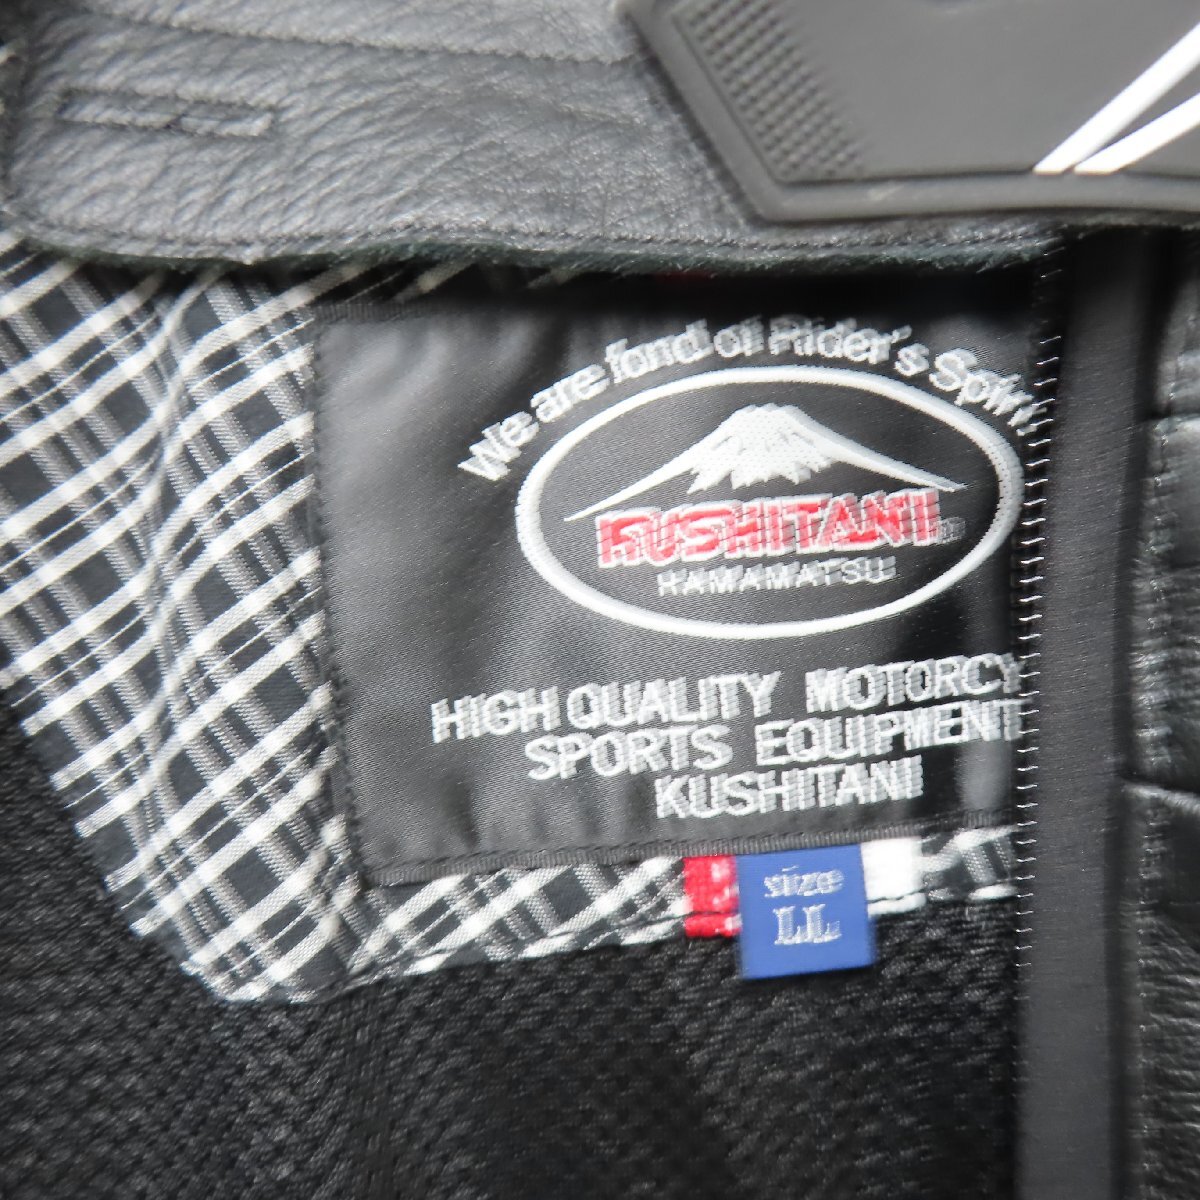 We are fond of Rider's Spirit
KUSHITANI
HAMAMATSU
HIGH QUALITY MOTORCY
SPORTS EQUIPMENT
KUSHITANI
size
LL